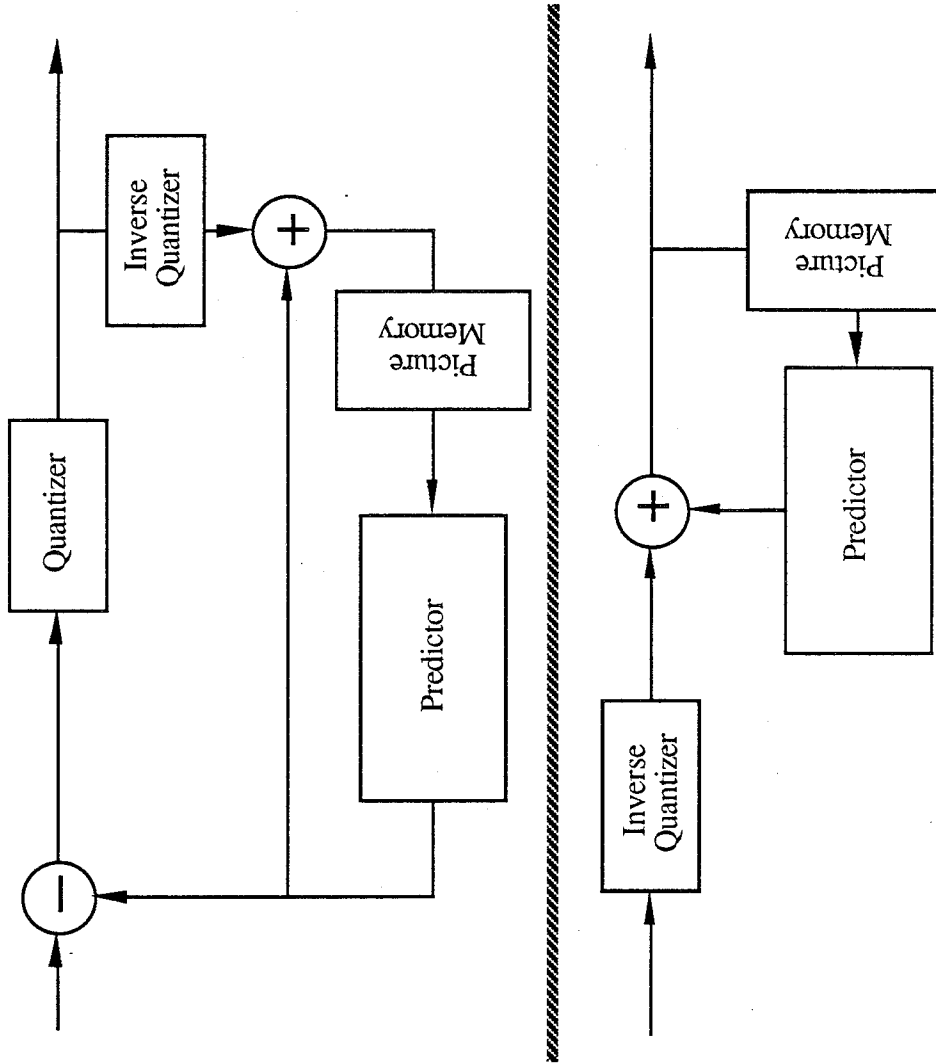 −
Quantizer
Inverse
Quantizer
+
Predictor
Picture
Memory
Inverse
Quantizer
+
Predictor
Picture
Memory